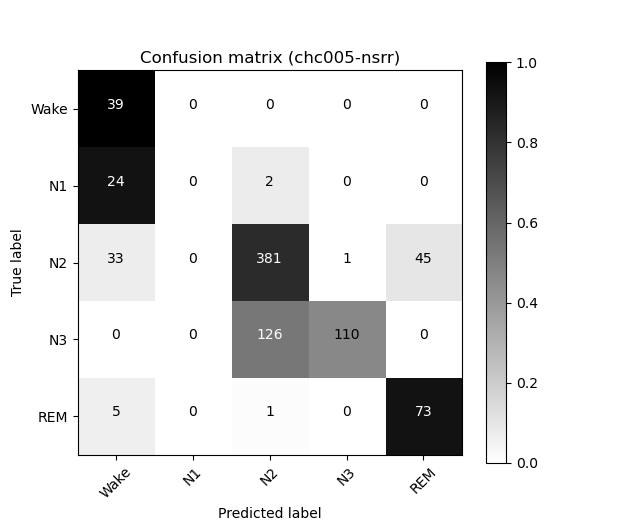 Confusion matrix (chc005-nsrr)
Wake 39 0 0 0 0
N1 24 0 2 0 0
N2 33 0 381 1 45
N3 0 0 126 110 0
REM 5 0 1 0 73
Wake N1 N2 N3 REM
Predicted label
True label
1.0
0.8
0.6
0.4
0.2
0.0